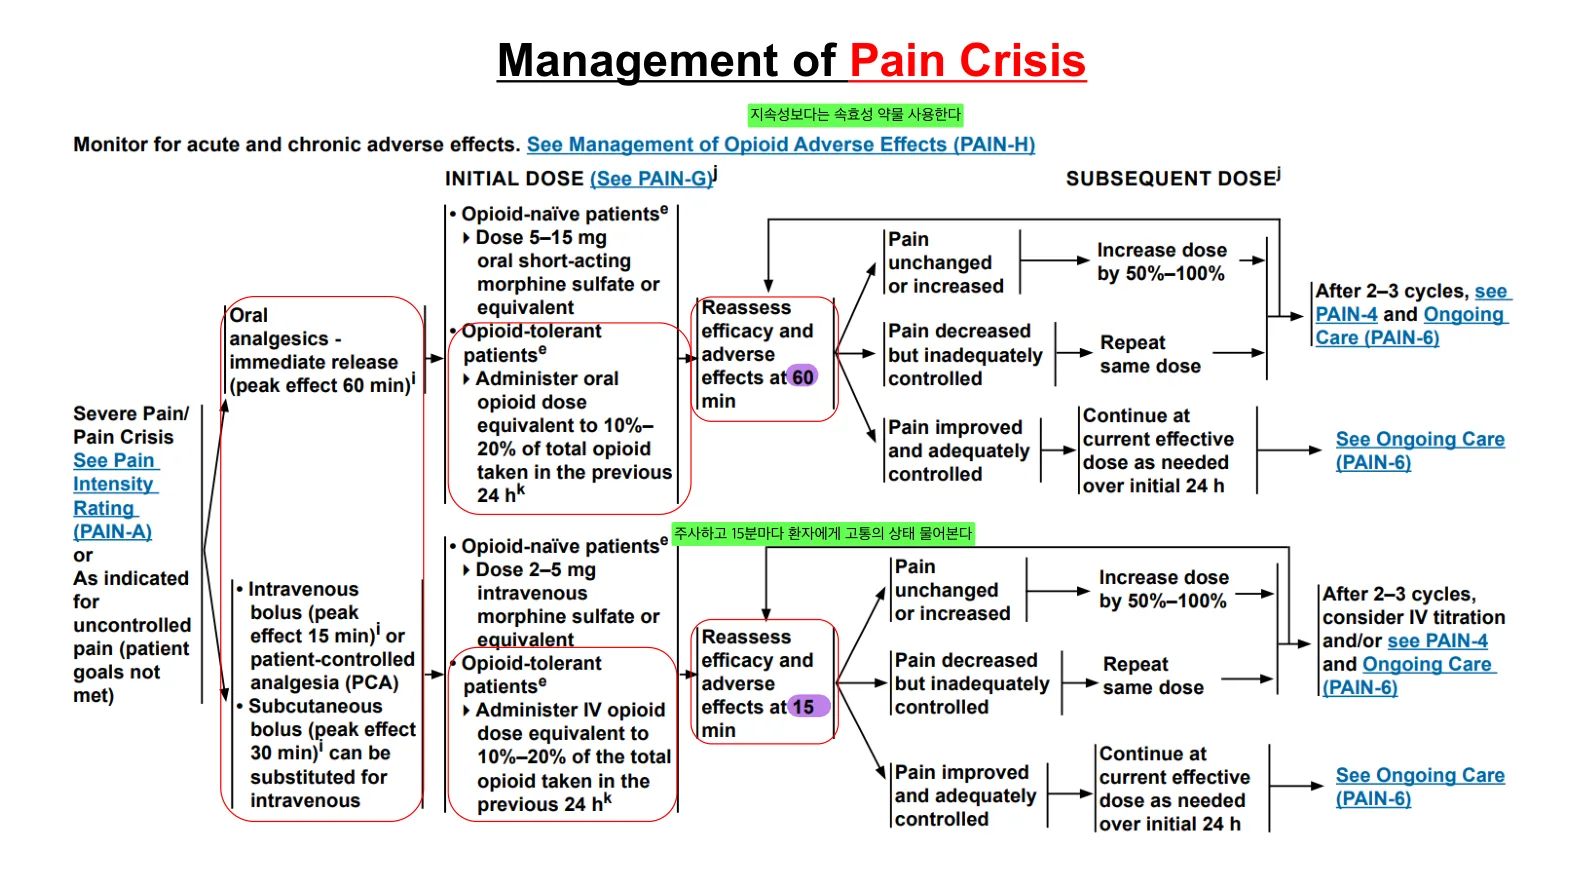 Management of Pain Crisis
지속성보다는 속효성 약물 사용한다
Monitor for acute and chronic adverse effects. See Management of Opioid Adverse Effects (PAIN-H)
INITIAL DOSE (See PAIN-G)j
SUBSEQUENT DOSEj
Severe Pain/
Pain Crisis
See Pain
Intensity
Rating
(PAIN-A)
or
As indicated
for
uncontrolled
pain (patient
goals not
met)
Oral
analgesics -
immediate release
(peak effect 60 min)i
• Opioid-naïve patientse
Dose 5–15 mg
oral short-acting
morphine sulfate or
equivalent
• Opioid-tolerant
patientse
Administer oral
opioid dose
equivalent to 10%–
20% of total opioid
taken in the previous
24 hk
Reassess
efficacy and
adverse
effects at 60
min
Pain
unchanged
or increased
Increase dose
by 50%–100%
Pain decreased
but inadequately
controlled
Repeat
same dose
After 2–3 cycles, see
PAIN-4 and Ongoing
Care (PAIN-6)
Pain improved
and adequately
controlled
Continue at
current effective
dose as needed
over initial 24 h
See Ongoing Care
(PAIN-6)
• Intravenous
bolus (peak
effect 15 min)i or
patient-controlled
analgesia (PCA)
• Subcutaneous
bolus (peak effect
30 min)i can be
substituted for
intravenous
주사하고 15분마다 환자에게 고통의 상태 물어본다
• Opioid-naïve patientse
Dose 2–5 mg
intravenous
morphine sulfate or
equivalent
• Opioid-tolerant
patientse
Administer IV opioid
dose equivalent to
10%–20% of the total
opioid taken in the
previous 24 hk
Reassess
efficacy and
adverse
effects at 15
min
Pain
unchanged
or increased
Increase dose
by 50%–100%
Pain decreased
but inadequately
controlled
Repeat
same dose
After 2–3 cycles,
consider IV titration
and/or see PAIN-4
and Ongoing Care
(PAIN-6)
Pain improved
and adequately
controlled
Continue at
current effective
dose as needed
over initial 24 h
See Ongoing Care
(PAIN-6)